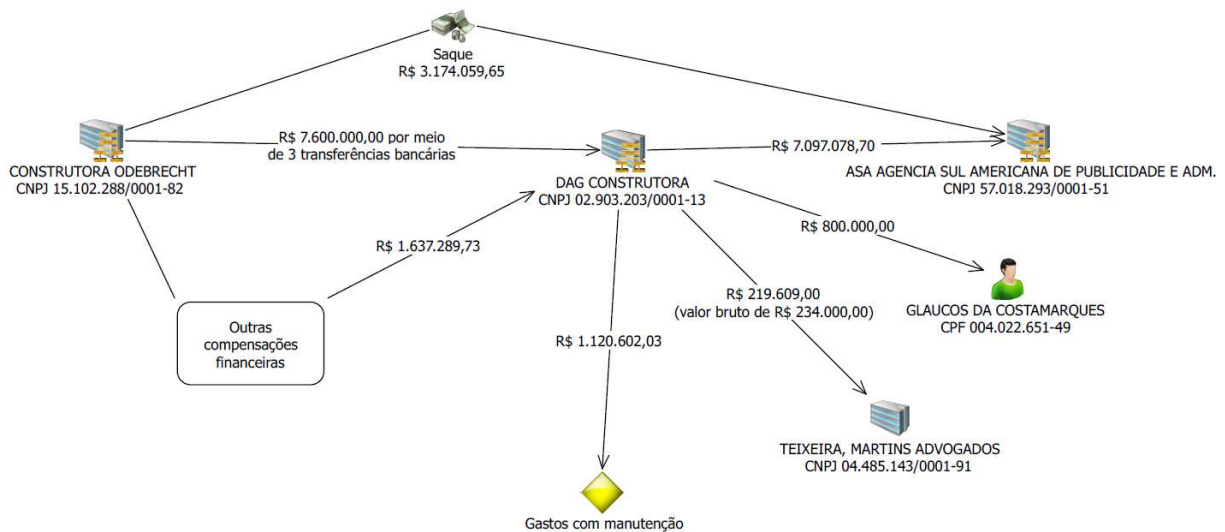 Saque
R$ 3.174.059,65
R$ 7.600.000,00 por meio
de 3 transferências bancárias
CONSTRUTORA ODEBRECHT
CNPJ 15.102.288/0001-82
DAG CONSTRUTORA
CNPJ 02.903.203/0001-13
R$ 7.097.078,70
ASA AGENCIA SUL AMERICANA DE PUBLICIDADE E ADM.
CNPJ 57.018.293/0001-51
R$ 1.637.289,73
R$ 800.000,00
Outras
compensações
financeiras
R$ 219.609,00
(valor bruto de R$ 234.000,00)
GLAUCOS DA COSTAMARQUES
CPF 004.022.651-49
R$ 1.120.602,03
TEIXEIRA, MARTINS ADVOGADOS
CNPJ 04.485.143/0001-91
Gastos com manutenção